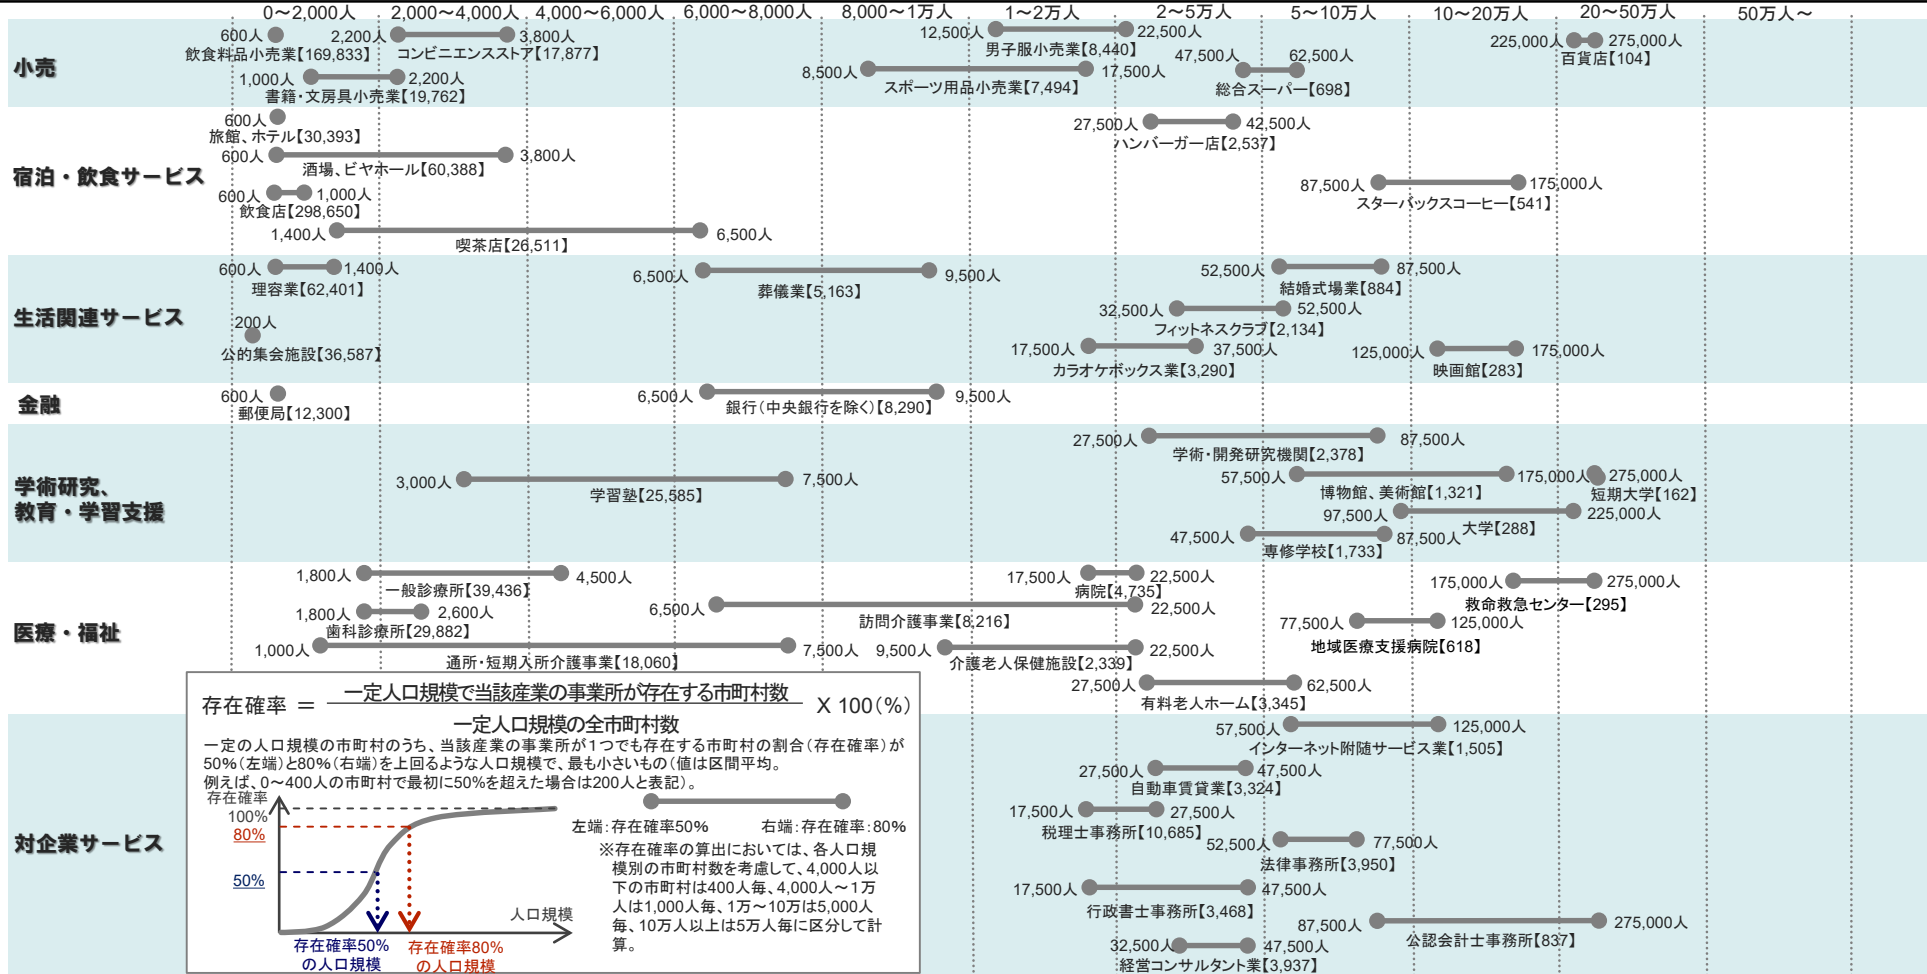 0～2,000人 2,000～4,000人 4,000～6,000人 6,000～8,000人 8,000～1万人 1～2万人 2～5万人 5～10万人 10～20万人 20～50万人 50万人～
小売
600人
飲食料品小売業【169,833】
2,200人 3,800人
コンビニエンスストア【17,877】
1,000人 2,200人
書籍・文房具小売業【19,762】
12,500人 22,500人
男子服小売業【8,440】
8,500人 17,500人
スポーツ用品小売業【7,494】
47,500人 62,500人
総合スーパー【698】
225,000人 275,000人
百貨店【104】
宿泊・飲食サービス
600人
旅館、ホテル【30,393】
600人 3,800人
酒場、ビヤホール【60,388】
600人 1,000人
飲食店【298,650】
1,400人 6,500人
喫茶店【26,511】
27,500人 42,500人
ハンバーガー店【2,537】
87,500人 175,000人
スターバックスコーヒー【541】
生活関連サービス
600人 1,400人
理容業【62,401】
200人
公的集会施設【36,587】
6,500人 9,500人
葬儀業【5,163】
52,500人 87,500人
結婚式場業【884】
32,500人 52,500人
フィットネスクラブ【2,134】
17,500人 37,500人
カラオケボックス業【3,290】
125,000人 175,000人
映画館【283】
金融
600人
郵便局【12,300】
6,500人 9,500人
銀行（中央銀行を除く）【8,290】
学術研究、
教育・学習支援
3,000人 7,500人
学習塾【25,585】
27,500人 87,500人
学術・開発研究機関【2,378】
57,500人 175,000人
博物館、美術館【1,321】
275,000人
短期大学【162】
97,500人 225,000人
大学【288】
47,500人 87,500人
専修学校【1,733】
医療・福祉
1,800人 4,500人
一般診療所【39,436】
1,800人 2,600人
歯科診療所【29,882】
1,000人 7,500人
通所・短期入所介護事業【18,060】
17,500人 22,500人
病院【4,735】
6,500人 22,500人
訪問介護事業【8,216】
9,500人 22,500人
介護老人保健施設【2,339】
27,500人 62,500人
有料老人ホーム【3,345】
175,000人 275,000人
救命救急センター【295】
77,500人 125,000人
地域医療支援病院【618】
対企業サービス
57,500人 125,000人
インターネット附随サービス業【1,505】
27,500人 47,500人
自動車賃貸業【3,324】
17,500人 27,500人
税理士事務所【10,685】
52,500人 77,500人
法律事務所【3,950】
17,500人 47,500人
行政書士事務所【3,468】
87,500人 275,000人
公認会計士事務所【837】
32,500人 47,500人
経営コンサルタント業【3,937】
一定人口規模で当該産業の事業所が存在する市町村数
存在確率 ＝ X 100（％）
一定人口規模の全市町村数
一定の人口規模の市町村のうち、当該産業の事業所が１つでも存在する市町村の割合（存在確率）が
50%（左端）と80%（右端）を上回るような人口規模で、最も小さいもの（値は区間平均。
例えば、0～400人の市町村で最初に50%を超えた場合は200人と表記）。
存在確率
100%
80%
50%
人口規模
存在確率50%
の人口規模
存在確率80%
の人口規模
左端：存在確率50% 右端：存在確率：80%
※存在確率の算出においては、各人口規
模別の市町村数を考慮して、4,000人以
下の市町村は400人毎、4,000人～１万
人は1,000人毎、1万～10万は5,000人
毎、10万人以上は5万人毎に区分して計
算。